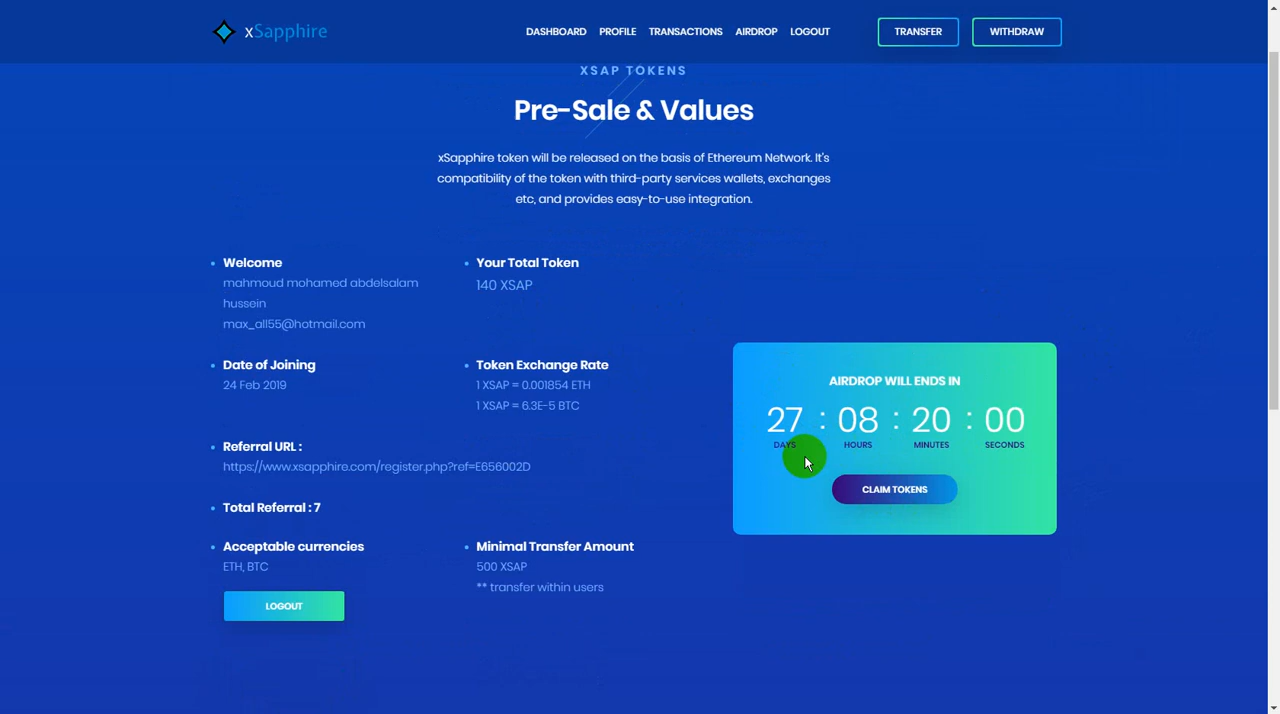 xSapphire
DASHBOARD PROFILE TRANSACTIONS AIRDROP LOGOUT TRANSFER WITHDRAW
XSAP TOKENS
Pre-Sale & Values
xSapphire token will be released on the basis of Ethereum Network. It's
compatibility of the token with third-party services wallets, exchanges
etc, and provides easy-to-use integration.
Welcome
mahmoud mohamed abdelsalam
hussein
max_all55@hotmail.com
Your Total Token
140 XSAP
Date of Joining
24 Feb 2019
Token Exchange Rate
1 XSAP = 0.001854 ETH
1 XSAP = 6.3E-5 BTC
Referral URL :
https://www.xsapphire.com/register.php?ref=E656002D
Total Referral : 7
Acceptable currencies
ETH, BTC
Minimal Transfer Amount
500 XSAP
** transfer within users
LOGOUT
AIRDROP WILL ENDS IN
27 : 08 : 20 : 00
DAYS HOURS MINUTES SECONDS
CLAIM TOKENS